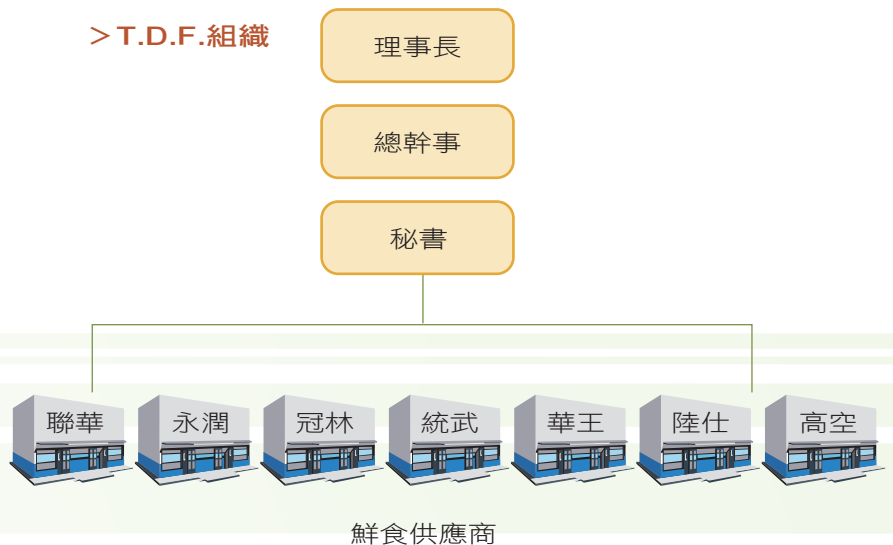 ＞T.D.F.組織
理事長
總幹事
秘書
聯華
永潤
冠林
統武
華王
陸仕
高空
鮮食供應商